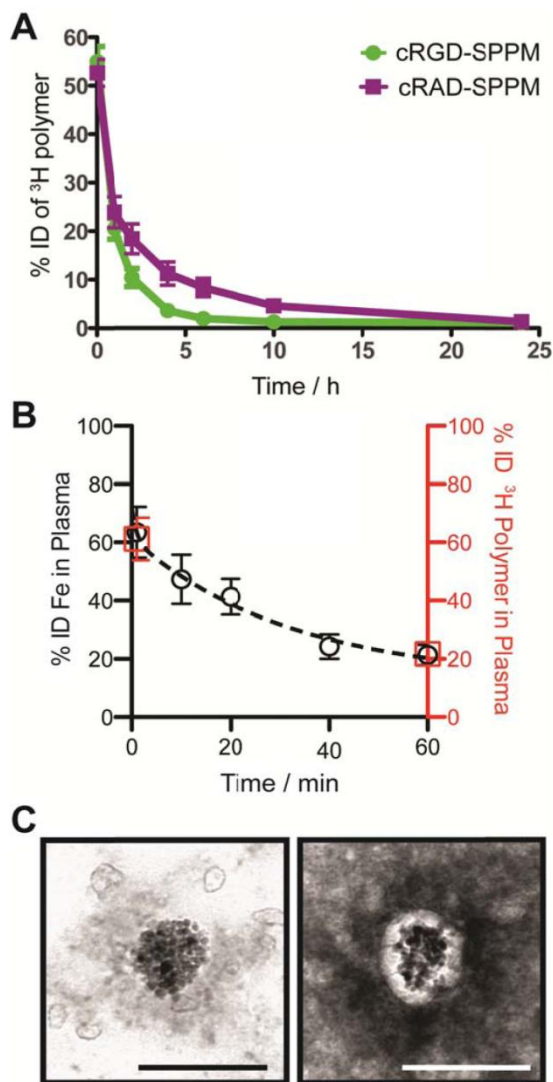 A
60
50
40
30
20
10
0
% ID of ³H polymer
cRGD-SPPM
cRAD-SPPM
0 5 10 15 20 25
Time / h
B
100
80
60
40
20
0
% ID Fe in Plasma
100
80
60
40
20
0
% ID ³H Polymer in Plasma
0 20 40 60
Time / min
C